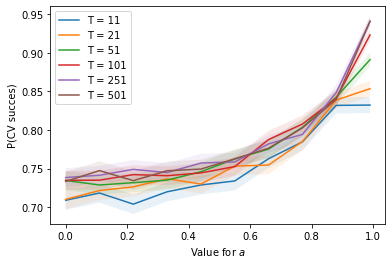 T = 11
T = 21
T = 51
T = 101
T = 251
T = 501
P(CV succes)
0.95
0.90
0.85
0.80
0.75
0.70
0.0 0.2 0.4 0.6 0.8 1.0
Value for a